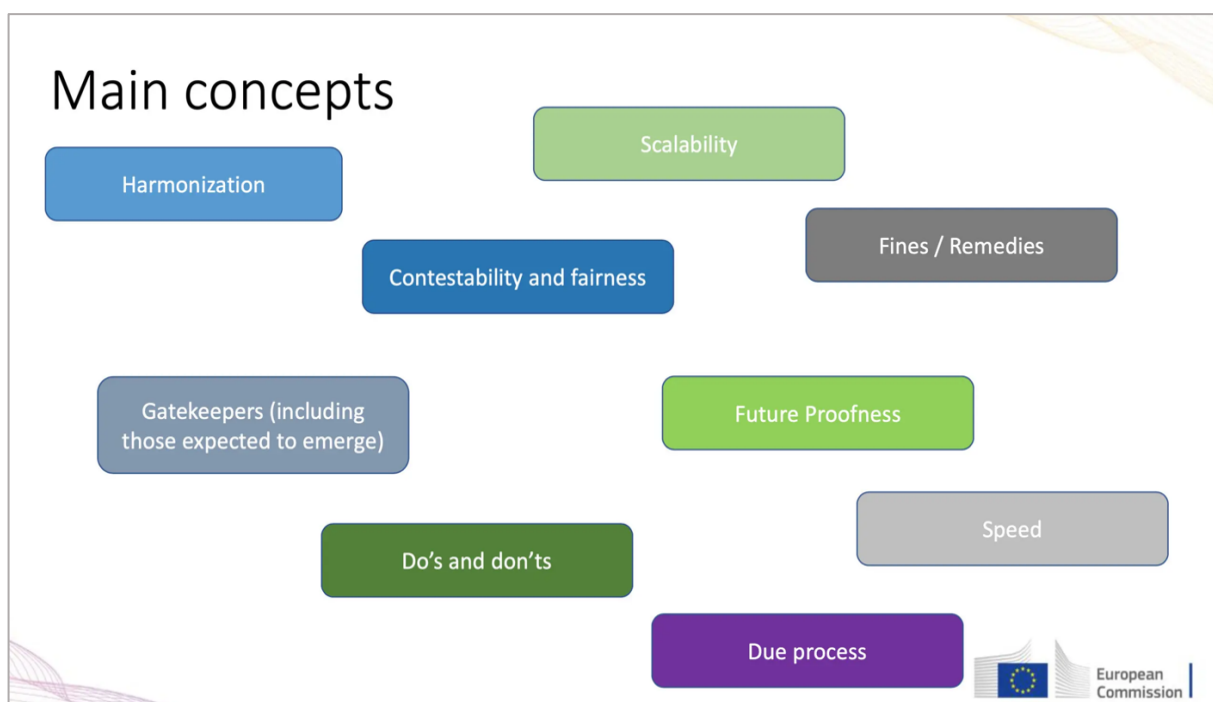 Main concepts
Scalability
Harmonization
Fines / Remedies
Contestability and fairness
Gatekeepers (including
those expected to emerge)
Future Proofness
Speed
Do’s and don’ts
Due process
European
Commission